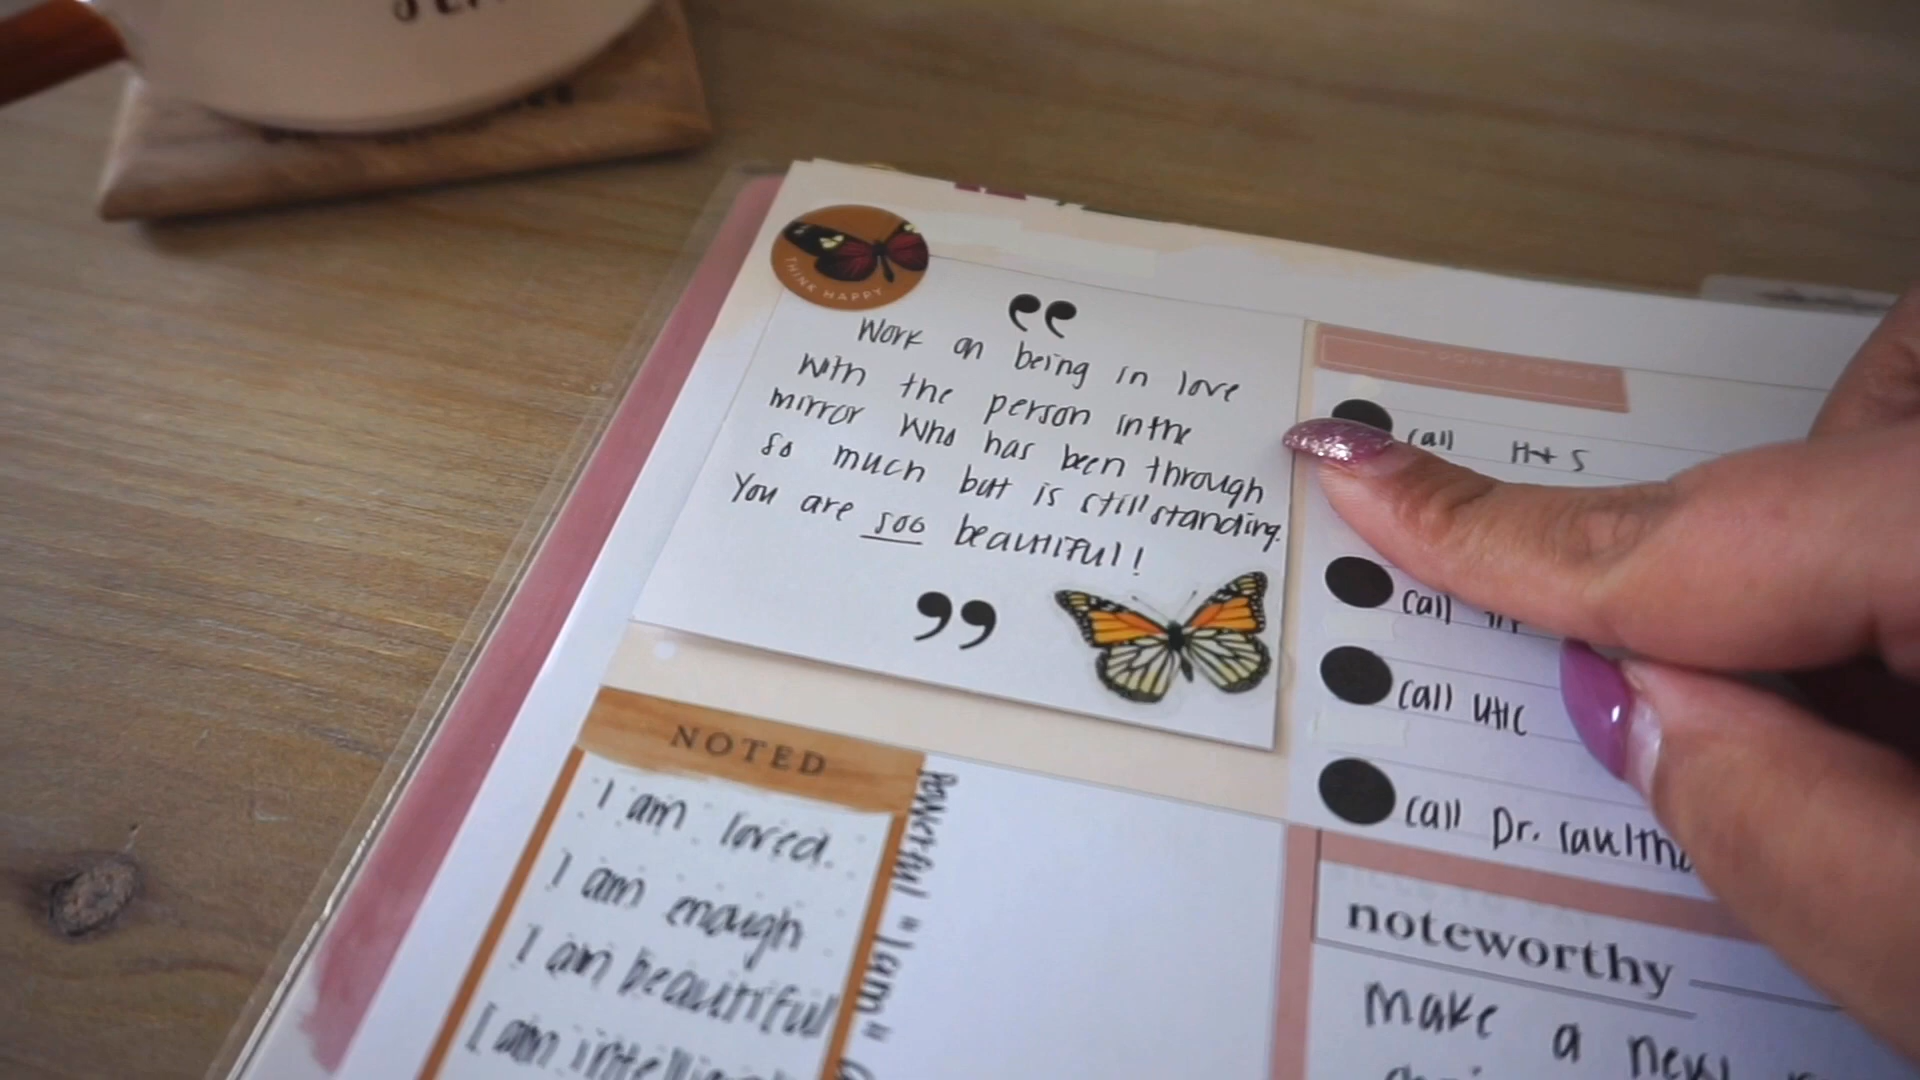 THINK HAPPY
Work on being in love
with the person in the
mirror who has been through
so much but is still standing.
You are soo beautiful!
call H+S
call
call UHC
call Dr.
NOTED
I am loved.
I am enough
I am beautiful
I am
powerful "I am"
noteworthy
make a new